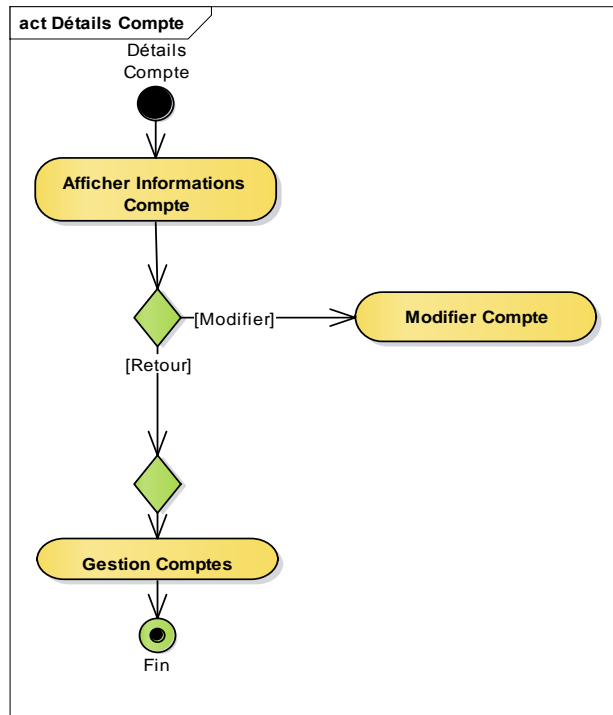 act Détails Compte
Détails
Compte
Afficher Informations
Compte
[Modifier]
Modifier Compte
[Retour]
Gestion Comptes
Fin